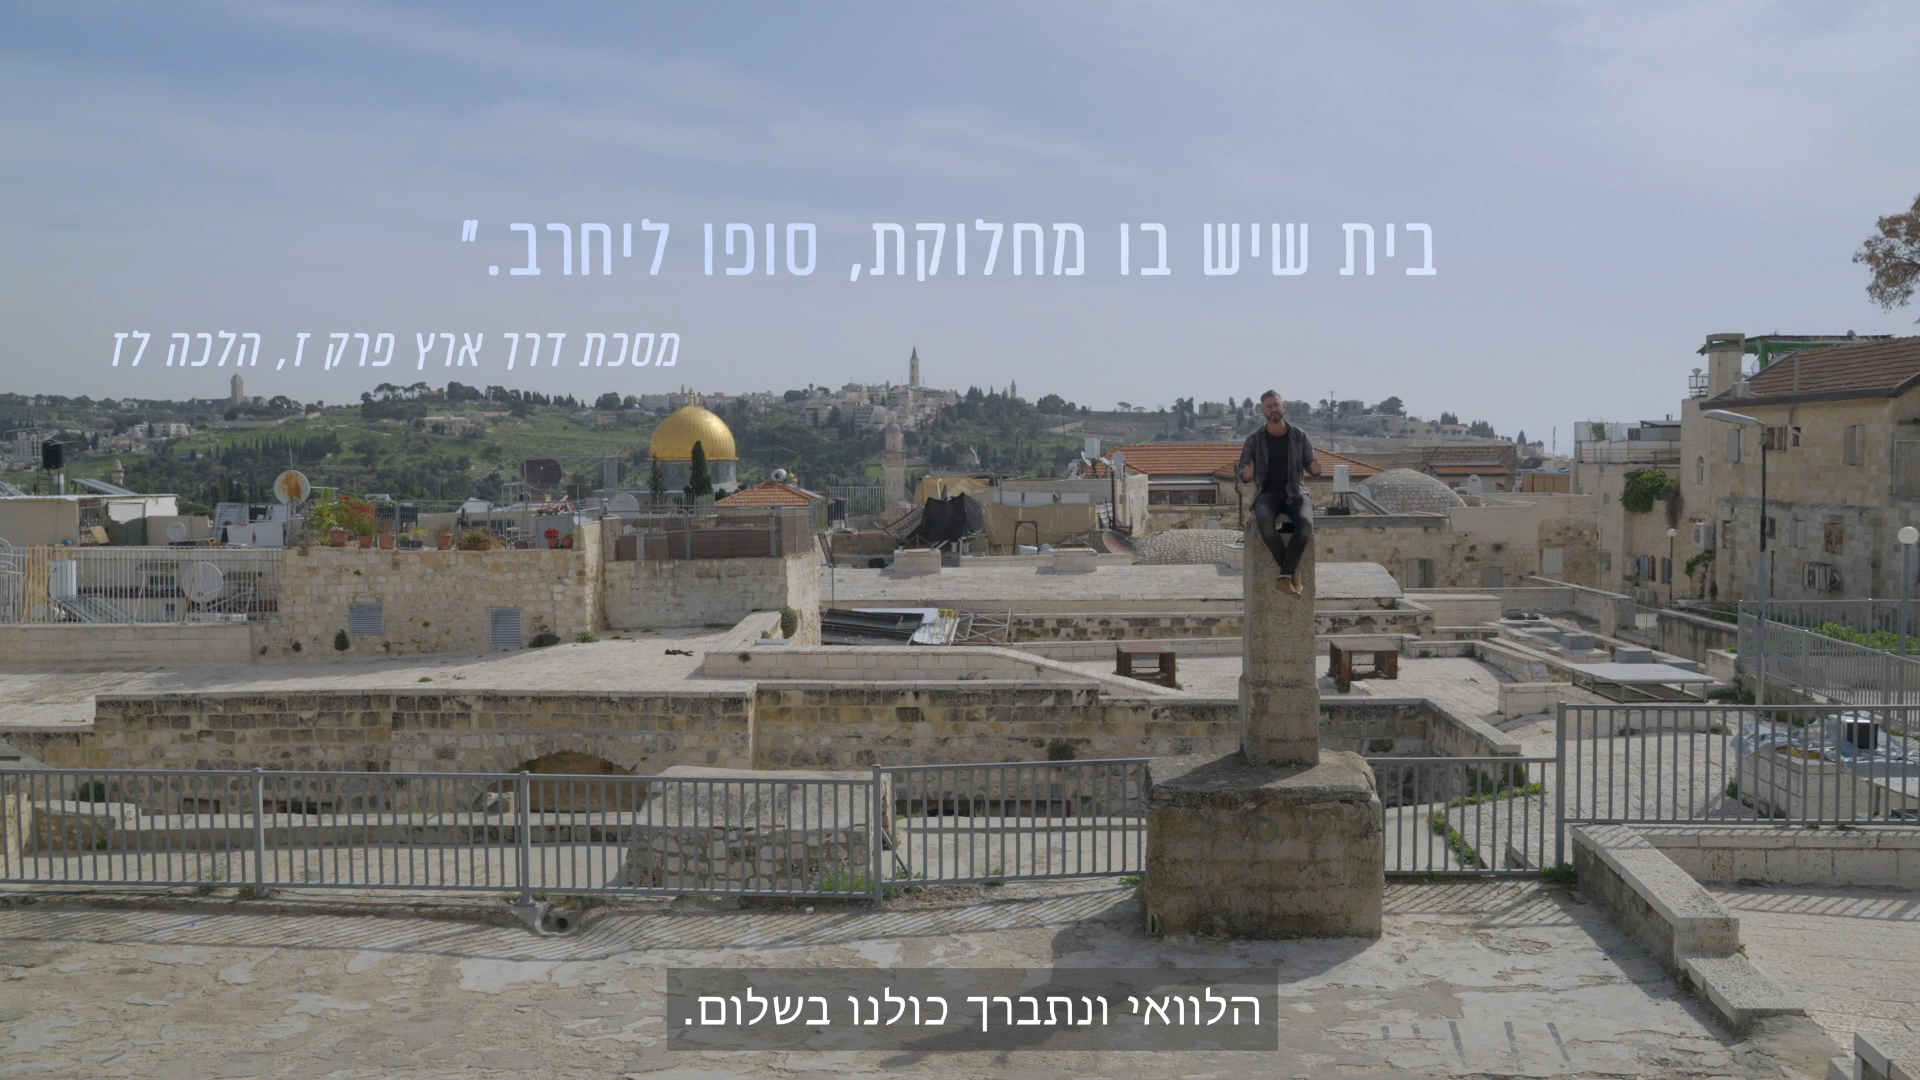 בית שיש בו מחלוקת, סופו ליחרב."
מסכת דרך ארץ פרק ז, הלכה לז
הלוואי ונתברך כולנו בשלום.